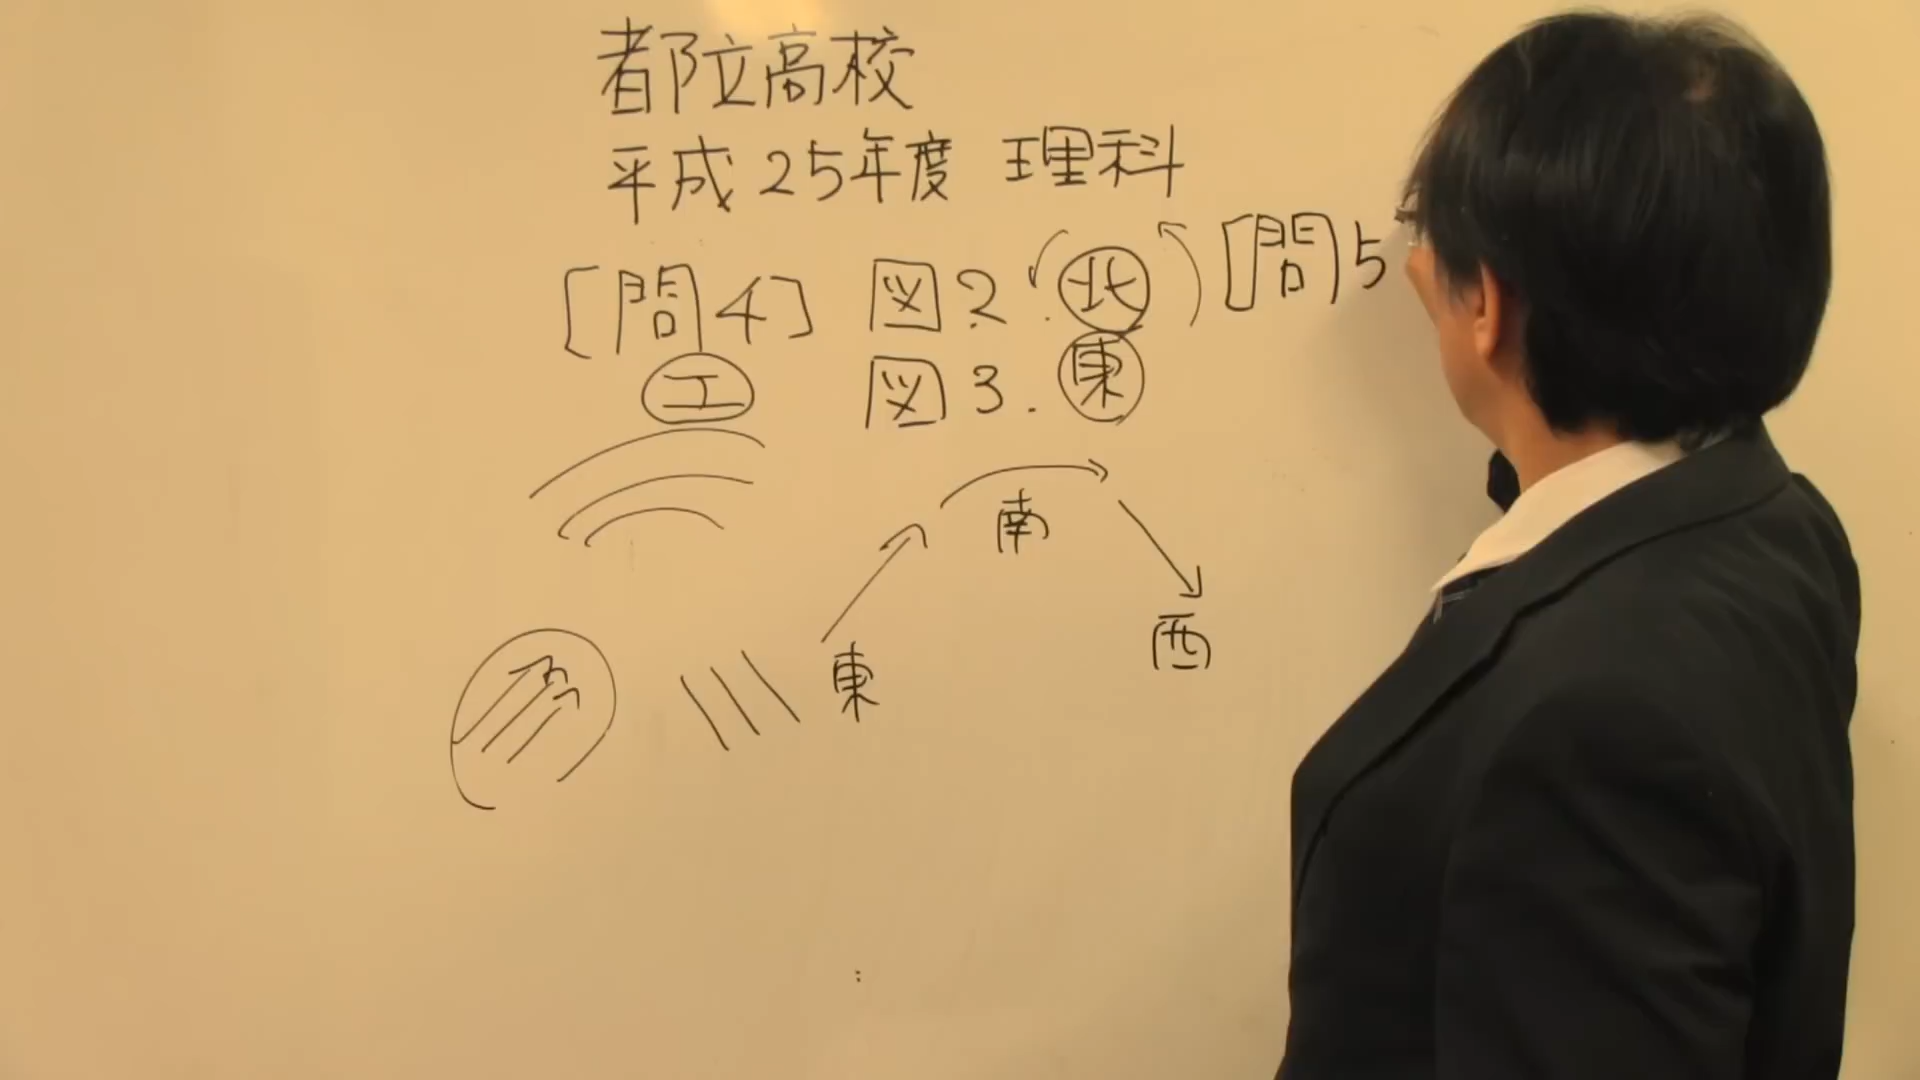 都立高校
平成25年度 理科
[問4] 図2. 北 [問5
エ 図3. 東
南
東 西